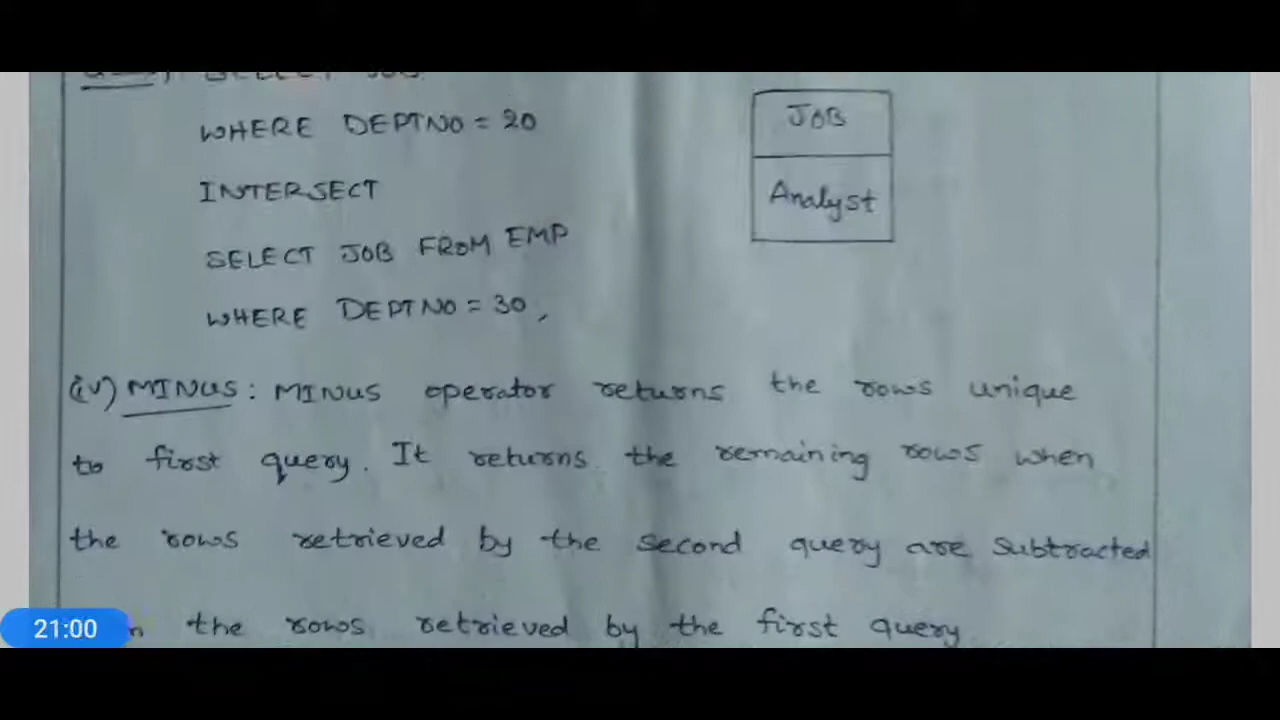 SELECT JOB
WHERE DEPTNO = 20
INTERSECT
SELECT JOB FROM EMP
WHERE DEPTNO = 30,
JOB
Analyst
(iv) MINUS : MINUS operator returns the rows unique
to first query. It returns the remaining rows when
the rows retrieved by the second query are subtracted
the rows retrieved by the first query
21:00